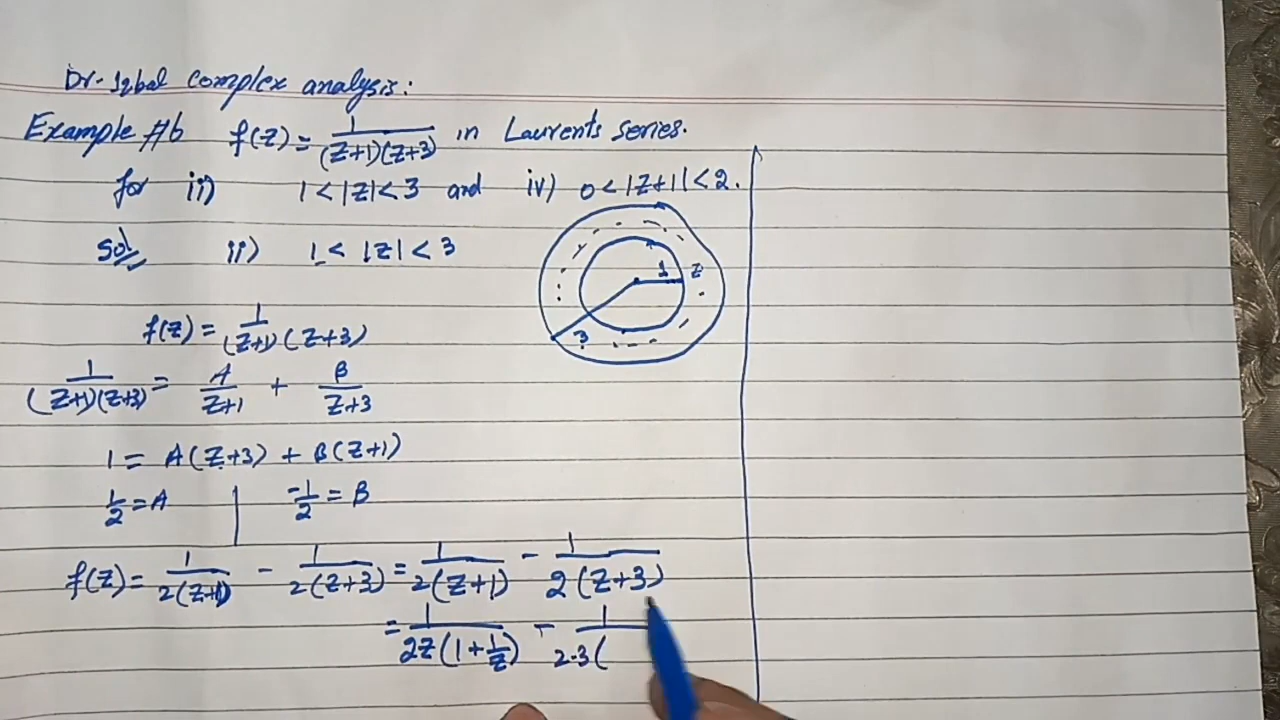 Dr. Iqbal complex analysis:
Example #6 f(z) = 1/((z+1)(z+3)) in Laurents series.
for ii) 1 < |z| < 3 and iv) 0 < |z+1| < 2.
Sol ii) 1 < |z| < 3
1 z
3
f(z) = 1/((z+1)(z+3))
1/((z+1)(z+3)) = A/(z+1) + B/(z+3)
1 = A(z+3) + B(z+1)
1/2 = A | -1/2 = B
f(z) = 1/(2(z+1)) - 1/(2(z+3)) = 1/(2(z+1)) - 1/(2(z+3))
= 1/(2z(1+1/z)) - 1/(2·3(